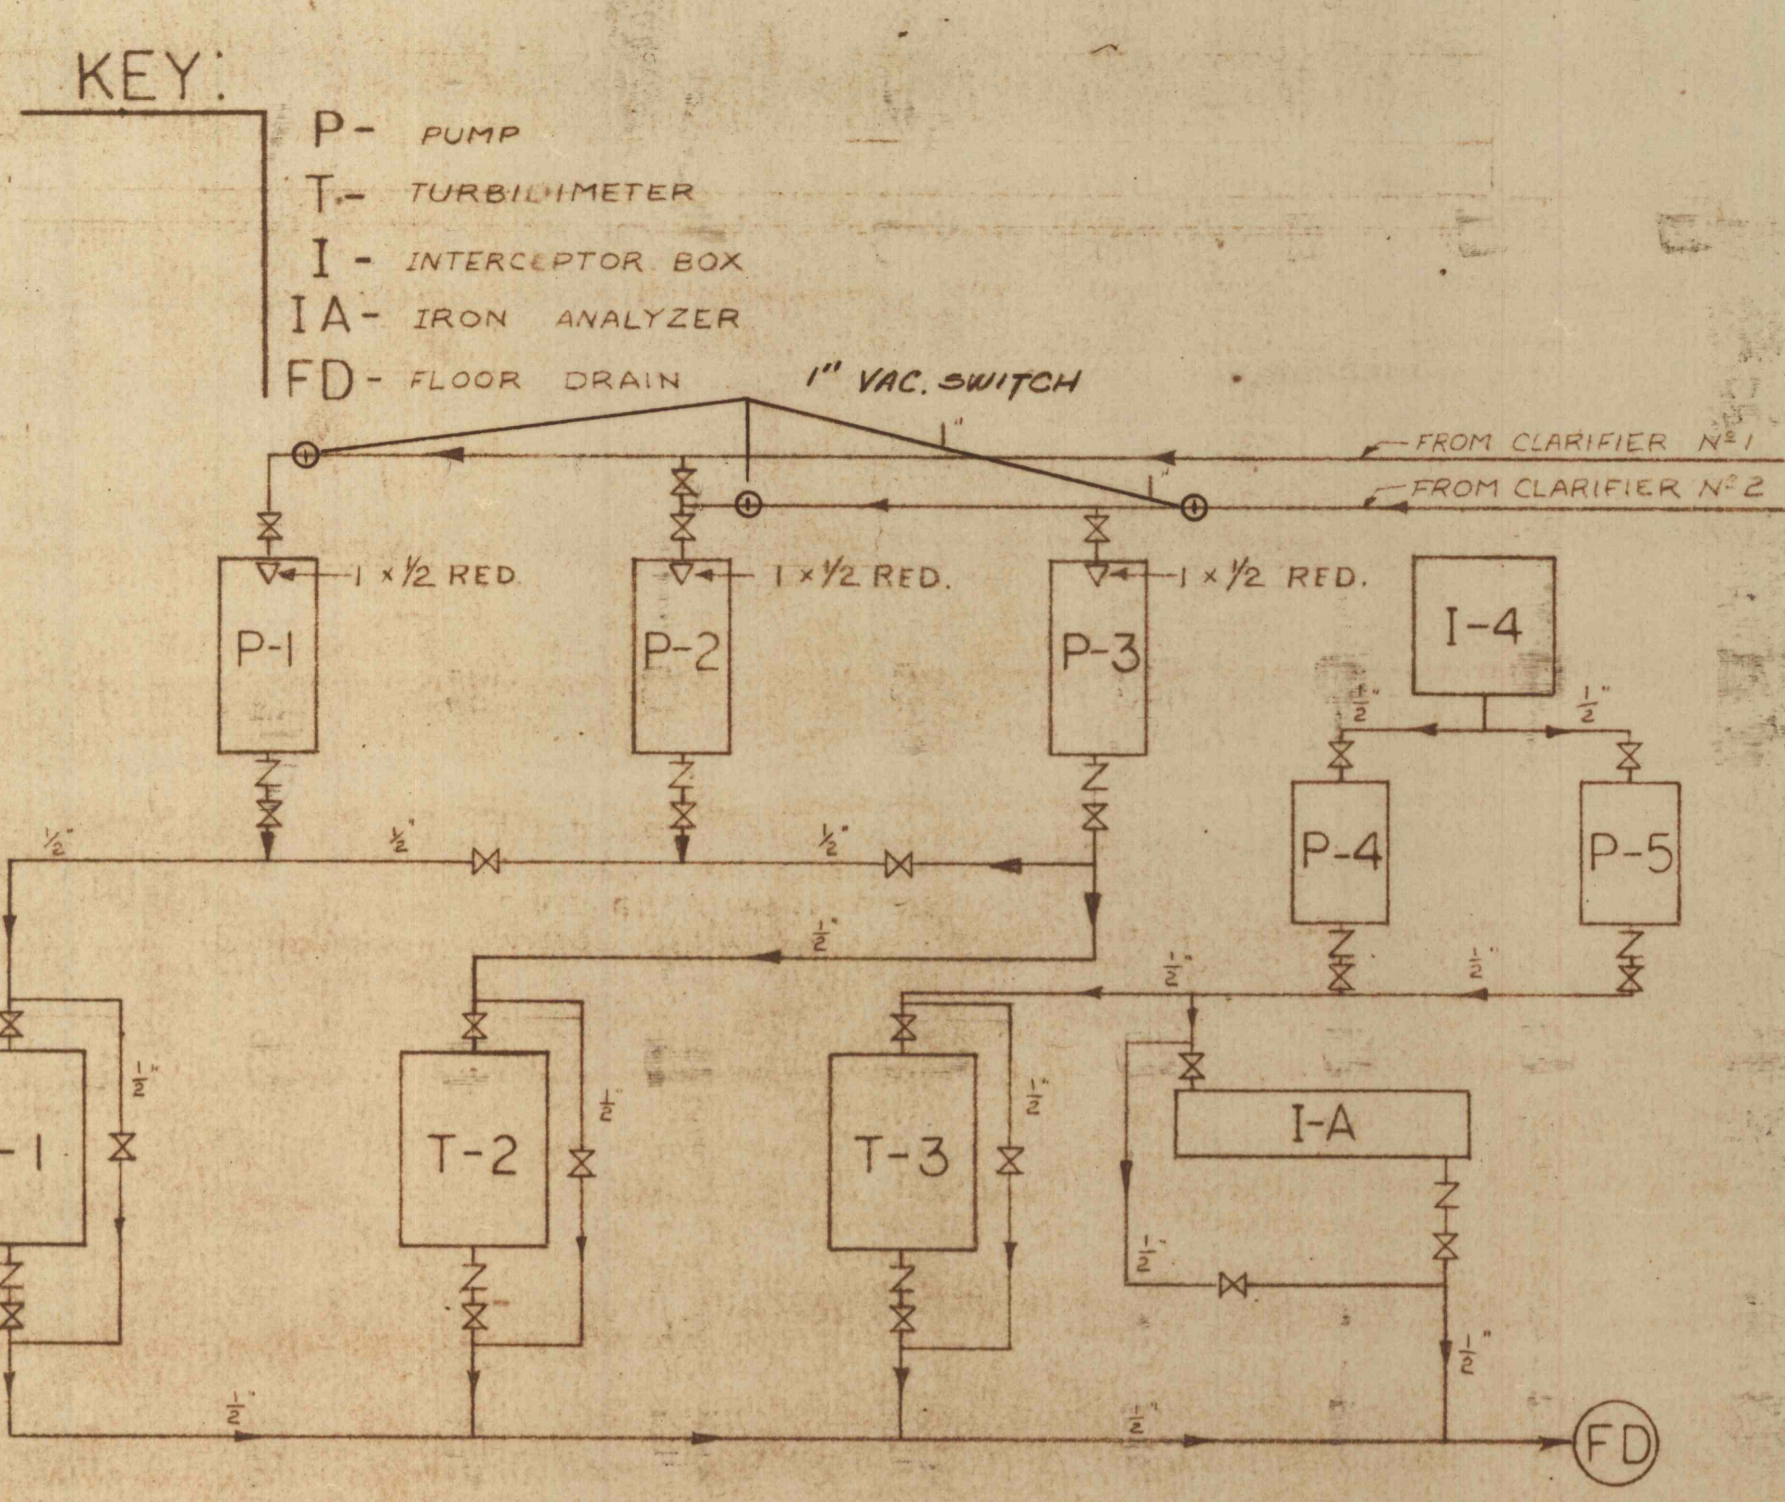 KEY:
P- PUMP
T- TURBIDIMETER
I - INTERCEPTOR BOX
IA- IRON ANALYZER
FD- FLOOR DRAIN
1" VAC. SWITCH
1"
FROM CLARIFIER Nº 1
1"
FROM CLARIFIER Nº 2
1 x 1/2 RED.
1 x 1/2 RED.
1 x 1/2 RED.
P-1
P-2
P-3
I-4
1/2"
1/2"
1/2"
1/2"
1/2"
P-4
P-5
1/2"
1/2"
1/2"
-1
1/2"
T-2
1/2"
T-3
1/2"
I-A
1/2"
1/2"
1/2"
1/2"
FD